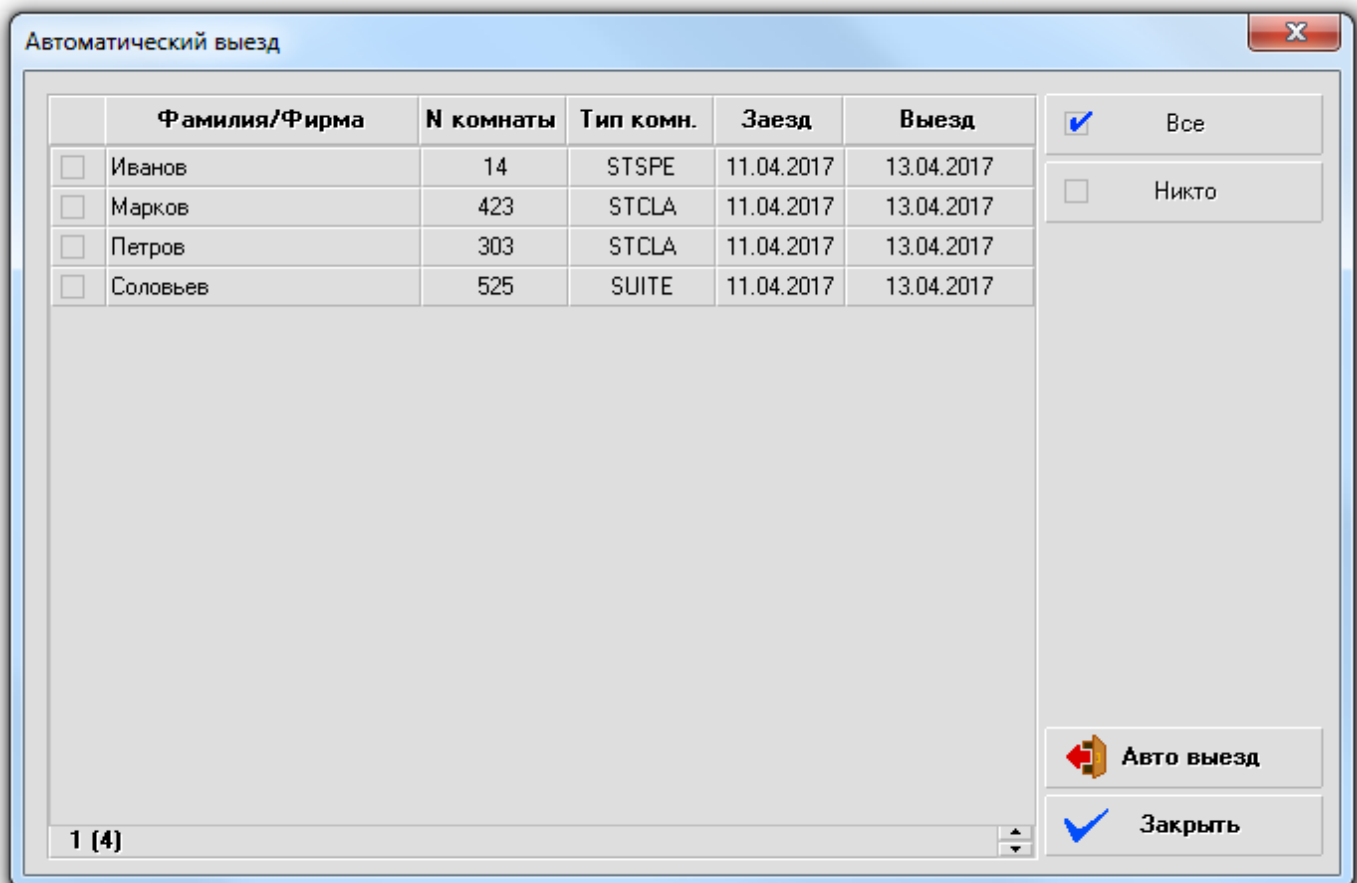 Автоматический выезд
Фамилия/Фирма N комнаты Тип комн. Заезд Выезд
Все
Иванов 14 STSPE 11.04.2017 13.04.2017
Никто
Марков 423 STCLA 11.04.2017 13.04.2017
Петров 303 STCLA 11.04.2017 13.04.2017
Соловьев 525 SUITE 11.04.2017 13.04.2017
Авто выезд
Закрыть
1 (4)